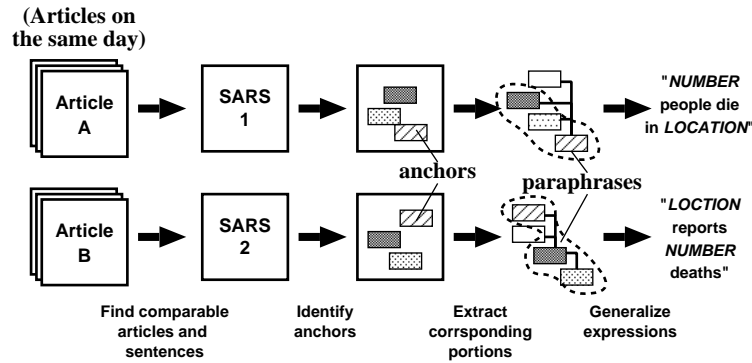 (Articles on
the same day)
Article
A
SARS
1
"NUMBER
people die
in LOCATION"
anchors
paraphrases
Article
B
SARS
2
"LOCTION
reports
NUMBER
deaths"
Find comparable
articles and
sentences
Identify
anchors
Extract
corrsponding
portions
Generalize
expressions